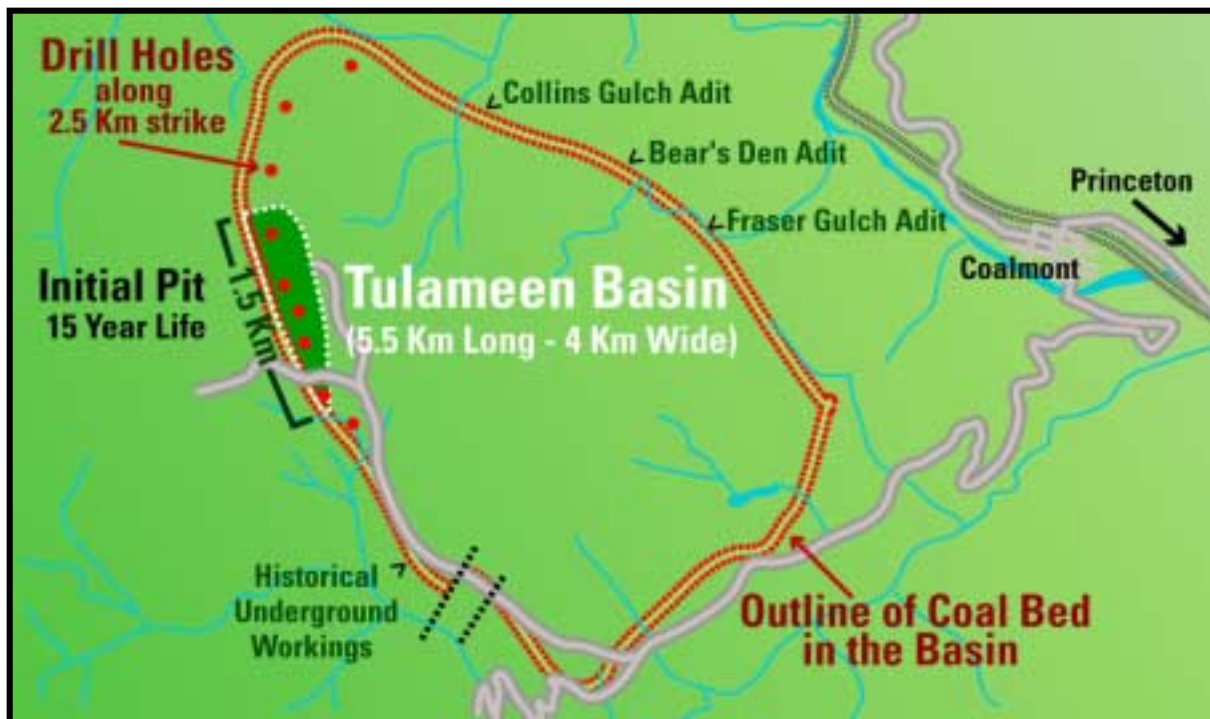 Drill Holes
along
2.5 Km strike
Collins Gulch Adit
Bear's Den Adit
Fraser Gulch Adit
Princeton
Coalmont
Initial Pit
15 Year Life
1.5 Km
Tulameen Basin
(5.5 Km Long - 4 Km Wide)
Historical
Underground
Workings
Outline of Coal Bed
in the Basin